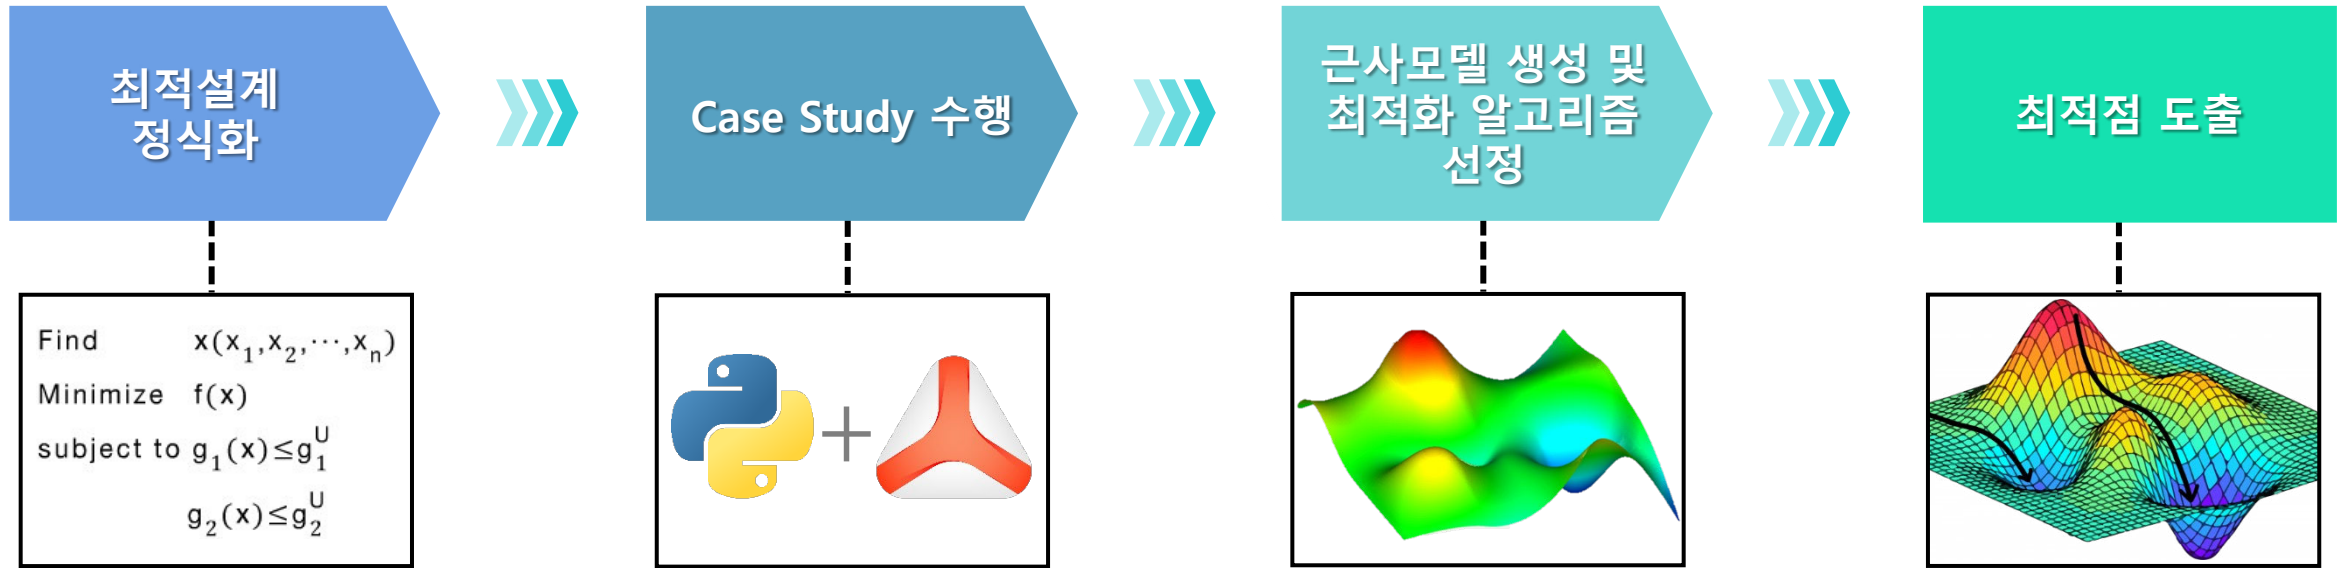 최적설계
정식화
Case Study 수행
근사모델 생성 및
최적화 알고리즘
선정
최적점 도출
Find x(x₁,x₂,⋯,xₙ)
Minimize f(x)
subject to g₁(x)≤g₁ᵁ
g₂(x)≤g₂ᵁ